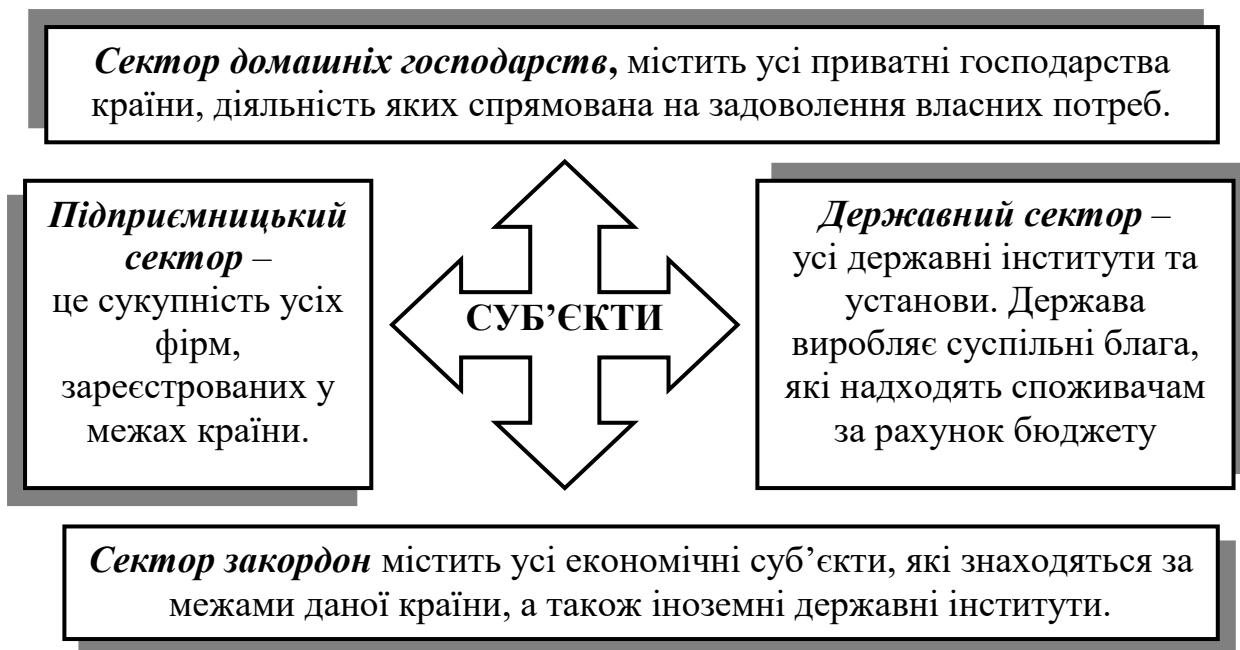 Сектор домашніх господарств, містить усі приватні господарства
країни, діяльність яких спрямована на задоволення власних потреб.
Підприємницький
сектор –
це сукупність усіх
фірм,
зареєстрованих у
межах країни.
СУБ’ЄКТИ
Державний сектор –
усі державні інститути та
установи. Держава
виробляє суспільні блага,
які надходять споживачам
за рахунок бюджету
Сектор закордон містить усі економічні суб’єкти, які знаходяться за
межами даної країни, а також іноземні державні інститути.